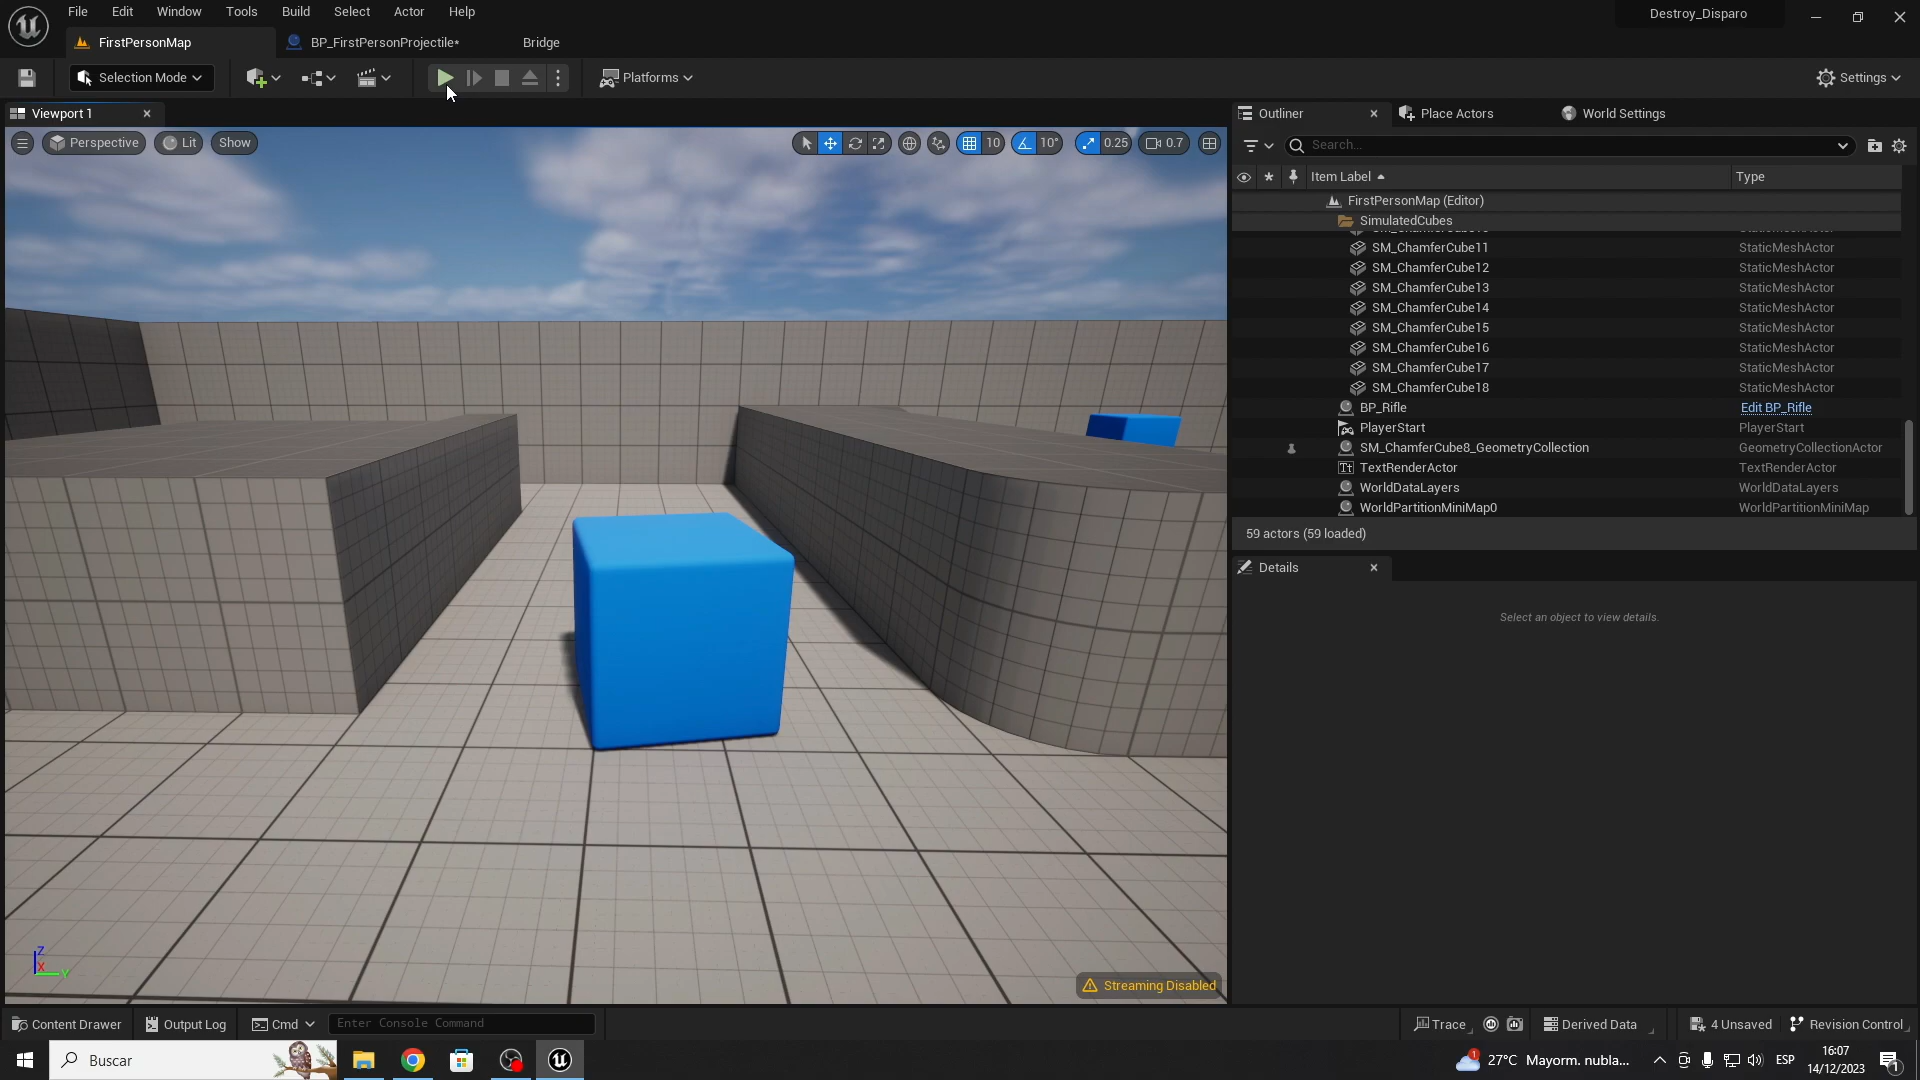 File Edit Window Tools Build Select Actor Help
Destroy_Disparo
FirstPersonMap
BP_FirstPersonProjectile*
Bridge
Selection Mode
Platforms
Settings
Viewport 1
Perspective
Lit
Show
10
10°
0.25
0.7
Outliner
Place Actors
World Settings
Search...
Item Label
Type
FirstPersonMap (Editor)
SimulatedCubes
SM_ChamferCube11 StaticMeshActor
SM_ChamferCube12 StaticMeshActor
SM_ChamferCube13 StaticMeshActor
SM_ChamferCube14 StaticMeshActor
SM_ChamferCube15 StaticMeshActor
SM_ChamferCube16 StaticMeshActor
SM_ChamferCube17 StaticMeshActor
SM_ChamferCube18 StaticMeshActor
BP_Rifle Edit BP_Rifle
PlayerStart PlayerStart
SM_ChamferCube8_GeometryCollection GeometryCollectionActor
TextRenderActor TextRenderActor
WorldDataLayers WorldDataLayers
WorldPartitionMiniMap0 WorldPartitionMiniMap
59 actors (59 loaded)
Details
Select an object to view details.
Z
X
Y
Streaming Disabled
Content Drawer
Output Log
Cmd
Enter Console Command
Trace
Derived Data
4 Unsaved
Revision Control
Buscar
1
27°C Mayorm. nubla...
ESP
16:07
14/12/2023
1